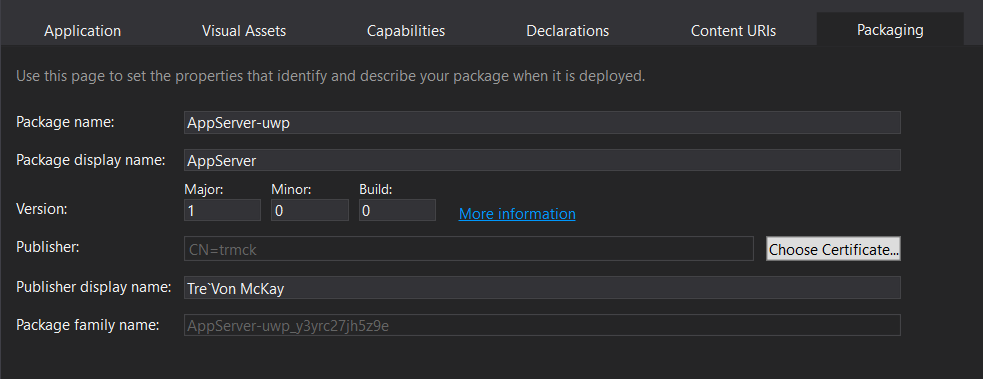 Application Visual Assets Capabilities Declarations Content URIs Packaging
Use this page to set the properties that identify and describe your package when it is deployed.
Package name: AppServer-uwp
Package display name: AppServer
Major: Minor: Build:
Version: 1 0 0 More information
Publisher: CN=trmck Choose Certificate...
Publisher display name: Tre`Von McKay
Package family name: AppServer-uwp_y3yrc27jh5z9e